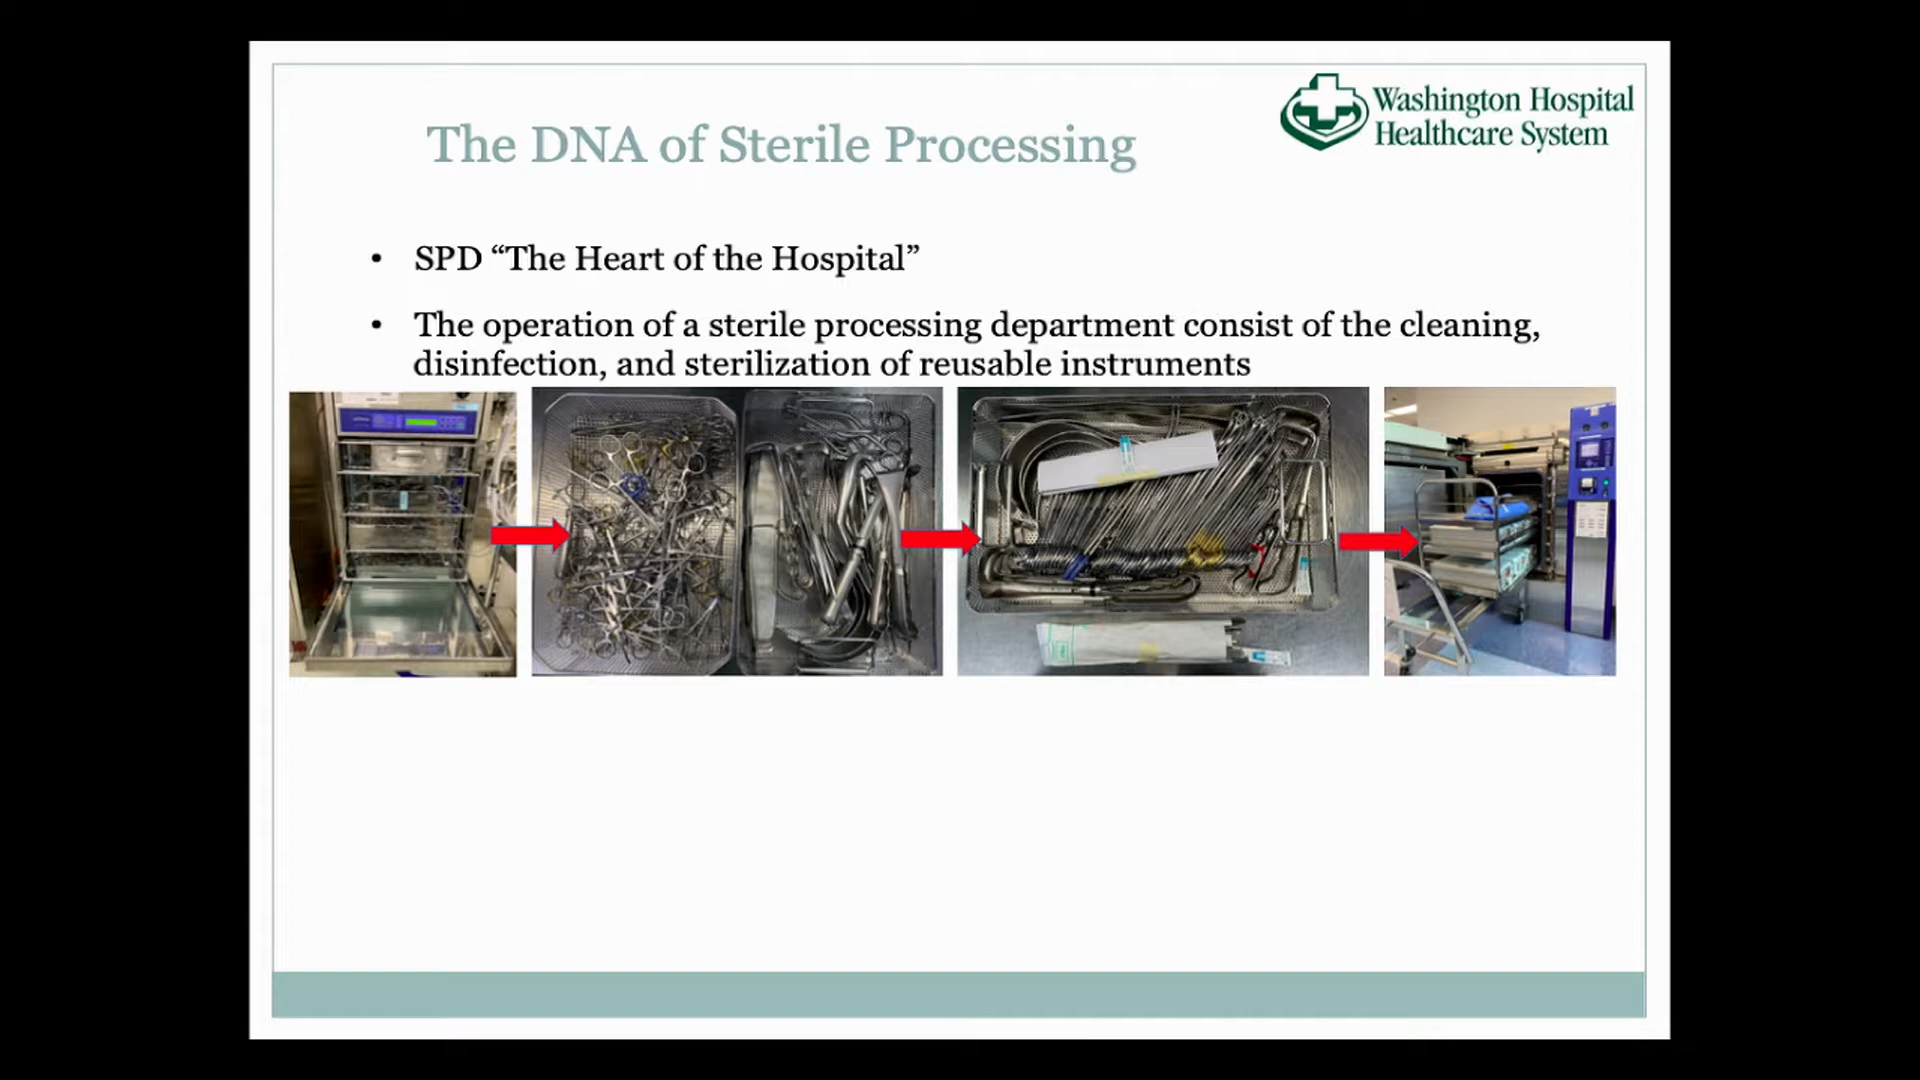 Washington Hospital
Healthcare System
The DNA of Sterile Processing
• SPD “The Heart of the Hospital”
• The operation of a sterile processing department consist of the cleaning,
disinfection, and sterilization of reusable instruments